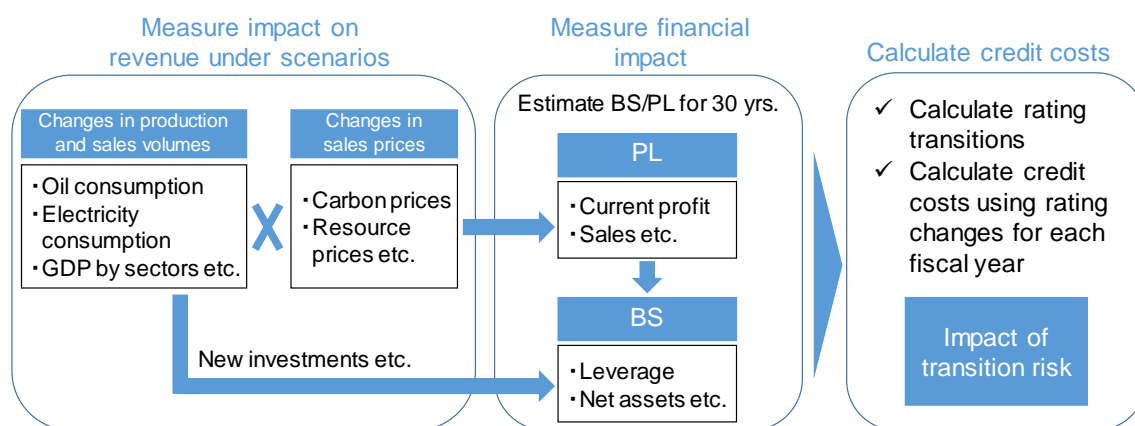 Measure impact on
revenue under scenarios
Changes in production
and sales volumes
・Oil consumption
・Electricity
consumption
・GDP by sectors etc.
Changes in
sales prices
・Carbon prices
・Resource
prices etc.
New investments etc.
Measure financial
impact
Estimate BS/PL for 30 yrs.
PL
・Current profit
・Sales etc.
BS
・Leverage
・Net assets etc.
Calculate credit costs
✓ Calculate rating
transitions
✓ Calculate credit
costs using rating
changes for each
fiscal year
Impact of
transition risk